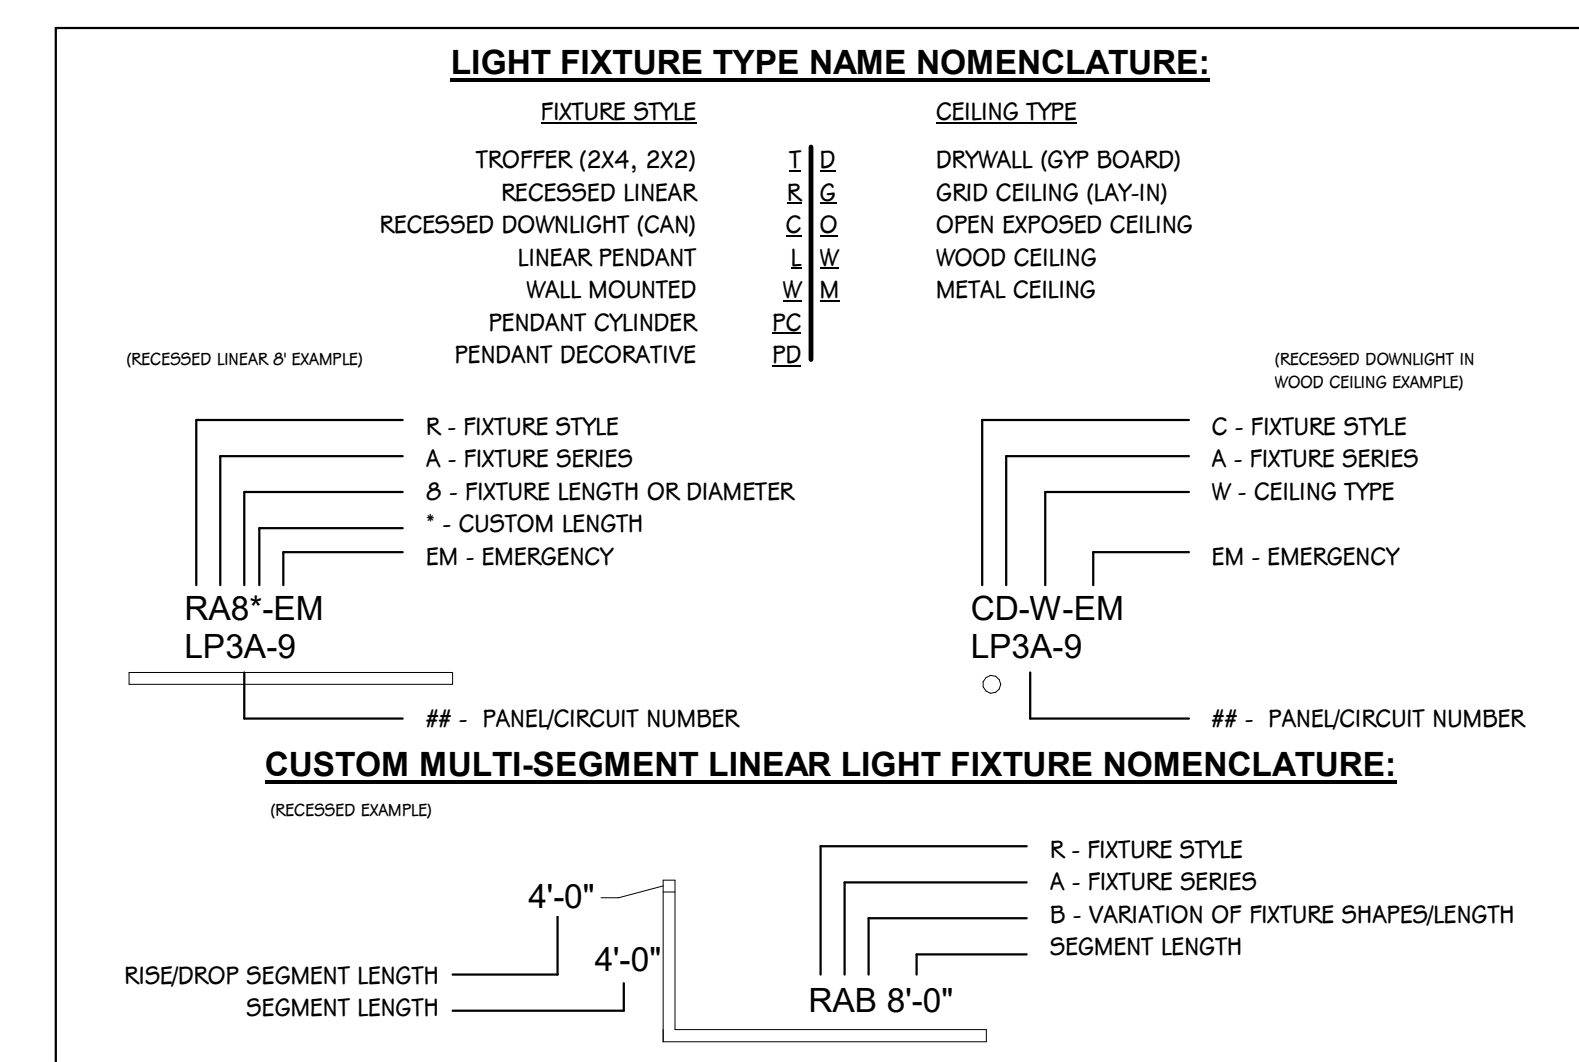 LIGHT FIXTURE TYPE NAME NOMENCLATURE:
FIXTURE STYLE CEILING TYPE
TROFFER (2X4, 2X2) T D DRYWALL (GYP BOARD)
RECESSED LINEAR R G GRID CEILING (LAY-IN)
RECESSED DOWNLIGHT (CAN) C O OPEN EXPOSED CEILING
LINEAR PENDANT L W WOOD CEILING
WALL MOUNTED W M METAL CEILING
PENDANT CYLINDER PC
PENDANT DECORATIVE PD
(RECESSED LINEAR 8' EXAMPLE)
R - FIXTURE STYLE
A - FIXTURE SERIES
8 - FIXTURE LENGTH OR DIAMETER
* - CUSTOM LENGTH
EM - EMERGENCY
RA8*-EM
LP3A-9
## - PANEL/CIRCUIT NUMBER
(RECESSED DOWNLIGHT IN
WOOD CEILING EXAMPLE)
C - FIXTURE STYLE
A - FIXTURE SERIES
W - CEILING TYPE
EM - EMERGENCY
CD-W-EM
LP3A-9
## - PANEL/CIRCUIT NUMBER
CUSTOM MULTI-SEGMENT LINEAR LIGHT FIXTURE NOMENCLATURE:
(RECESSED EXAMPLE)
4'-0"
4'-0"
RISE/DROP SEGMENT LENGTH
SEGMENT LENGTH
R - FIXTURE STYLE
A - FIXTURE SERIES
B - VARIATION OF FIXTURE SHAPES/LENGTH
SEGMENT LENGTH
RAB 8'-0"